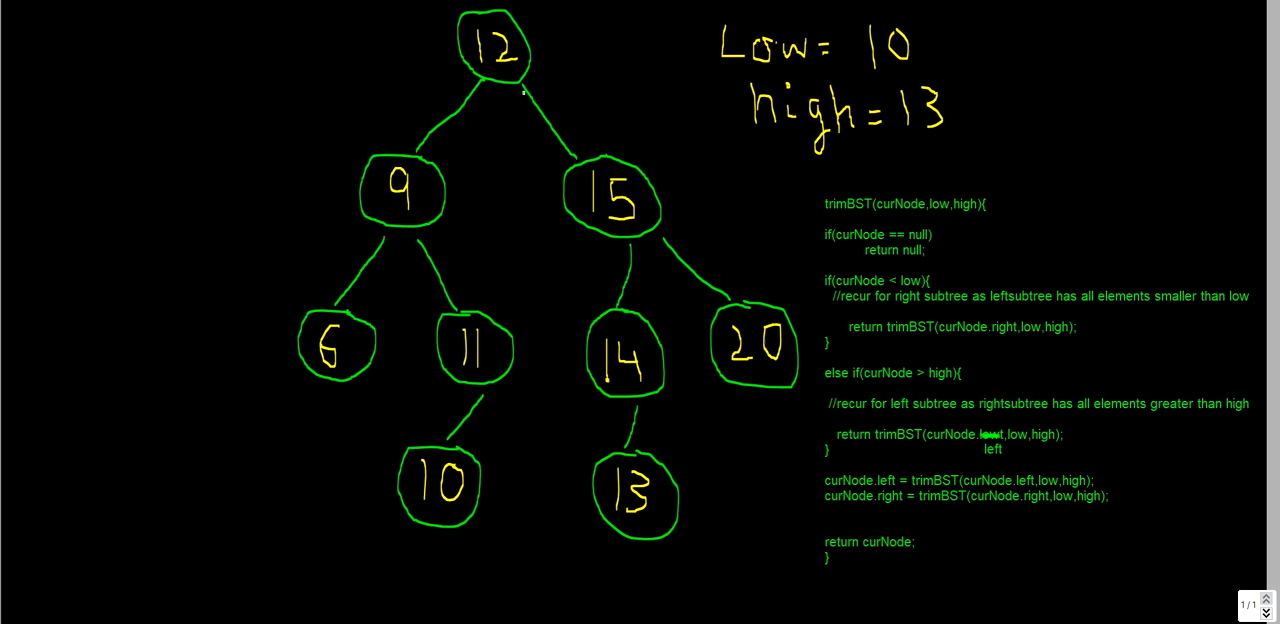 12
Low = 10
high = 13
9
15
6
11
14
20
10
13
trimBST(curNode,low,high){
if(curNode == null)
return null;
if(curNode < low){
//recur for right subtree as leftsubtree has all elements smaller than low
return trimBST(curNode.right,low,high);
}
else if(curNode > high){
//recur for left subtree as rightsubtree has all elements greater than high
return trimBST(curNode.t,low,high);
left
}
curNode.left = trimBST(curNode.left,low,high);
curNode.right = trimBST(curNode.right,low,high);
return curNode;
}
1/1